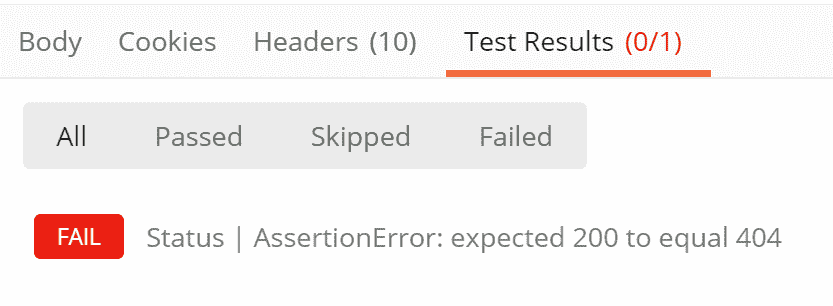 Body Cookies Headers (10) Test Results (0/1)
All Passed Skipped Failed
FAIL Status | AssertionError: expected 200 to equal 404